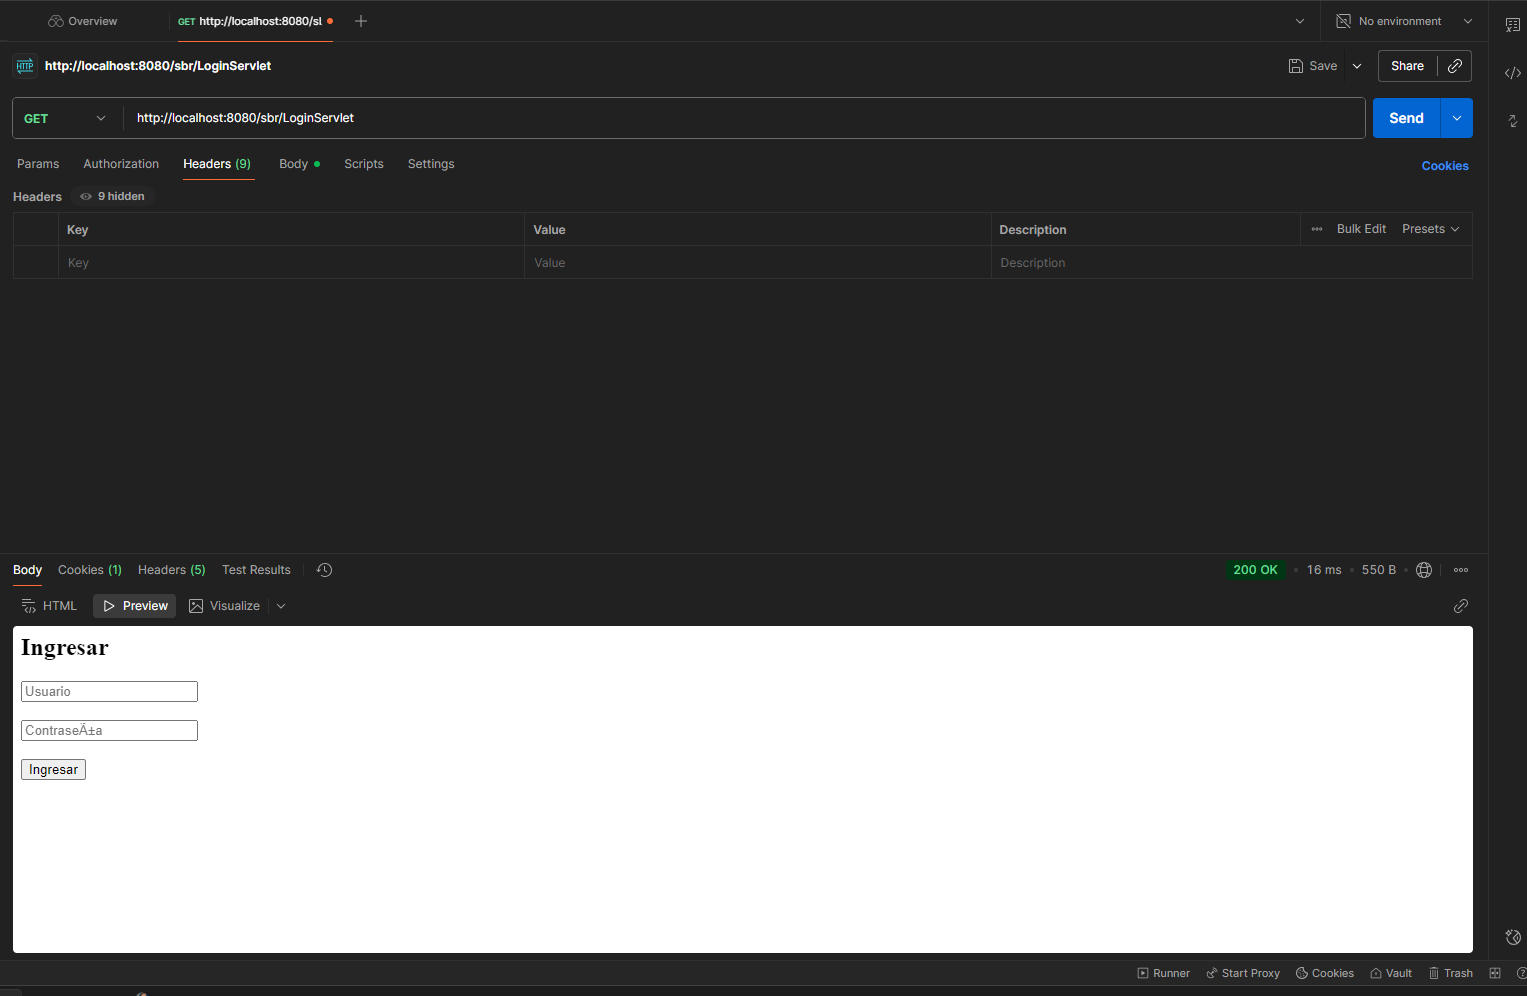 Overview
GET http://localhost:8080/sl
No environment
HTTP http://localhost:8080/sbr/LoginServlet
Save
Share
GET
http://localhost:8080/sbr/LoginServlet
Send
Params Authorization Headers (9) Body Scripts Settings
Cookies
Headers 9 hidden
Key Value Description Bulk Edit Presets
Key Value Description
Body Cookies (1) Headers (5) Test Results
200 OK 16 ms 550 B
HTML Preview Visualize
Ingresar
Usuario
ContraseÃ±a
Ingresar
Runner Start Proxy Cookies Vault Trash